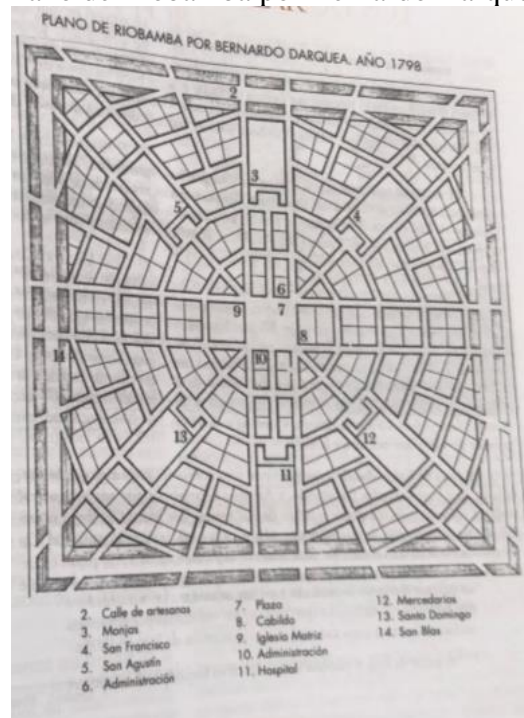 PLANO DE RIOBAMBA POR BERNARDO DARQUEA. AÑO 1798
2
3
5
4
6
9
7
8
14
10
13
12
11
2. Calle de artesanos
3. Monjas
4. San Francisco
5. San Agustín
6. Administración
7. Plaza
8. Cabildo
9. Iglesia Matriz
10. Administración
11. Hospital
12. Mercedarios
13. Santo Domingo
14. San Blas